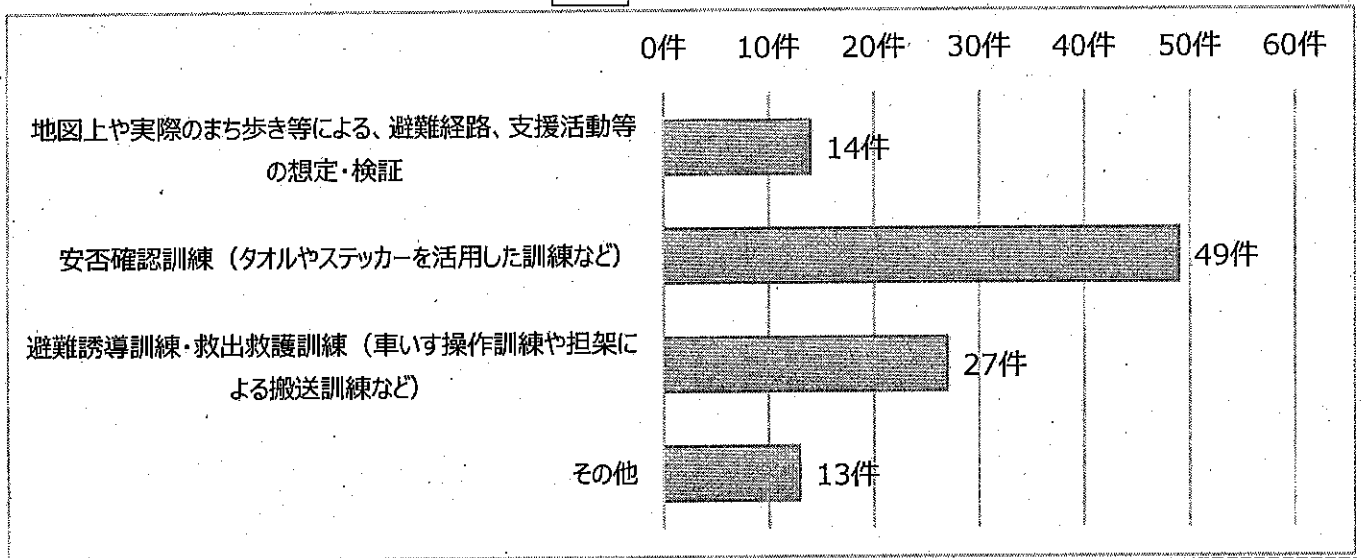 0件 10件 20件 30件 40件 50件 60件
地図上や実際のまち歩き等による、避難経路、支援活動等
の想定・検証
14件
安否確認訓練（タオルやステッカーを活用した訓練など）
49件
避難誘導訓練・救出救護訓練（車いす操作訓練や担架に
よる搬送訓練など）
27件
その他
13件